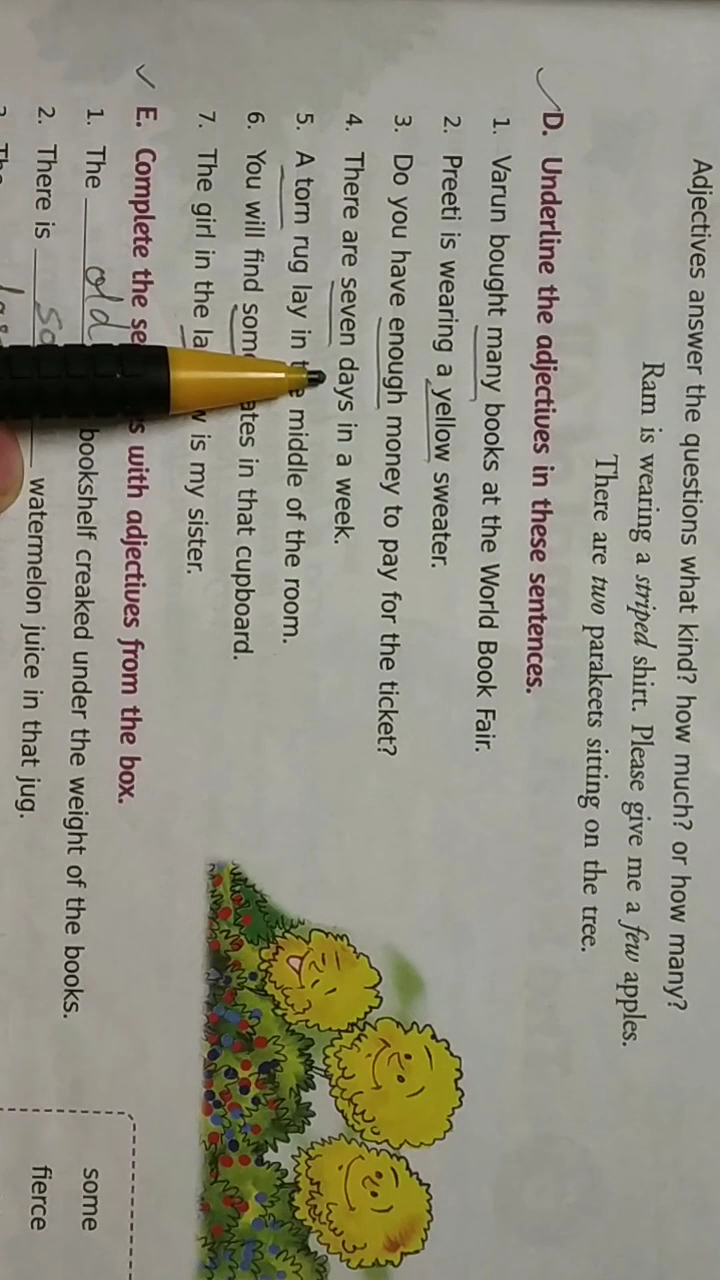 Adjectives answer the questions what kind? how much? or how many?
Ram is wearing a striped shirt. Please give me a few apples.
There are two parakeets sitting on the tree.
D. Underline the adjectives in these sentences.
1. Varun bought many books at the World Book Fair.
2. Preeti is wearing a yellow sweater.
3. Do you have enough money to pay for the ticket?
4. There are seven days in a week.
5. A torn rug lay in middle of the room.
6. You will find in that cupboard.
7. The girl in the is my sister.
E. Complete the with adjectives from the box.
1. The old bookshelf creaked under the weight of the books.
2. There is watermelon juice in that jug.
some
fierce